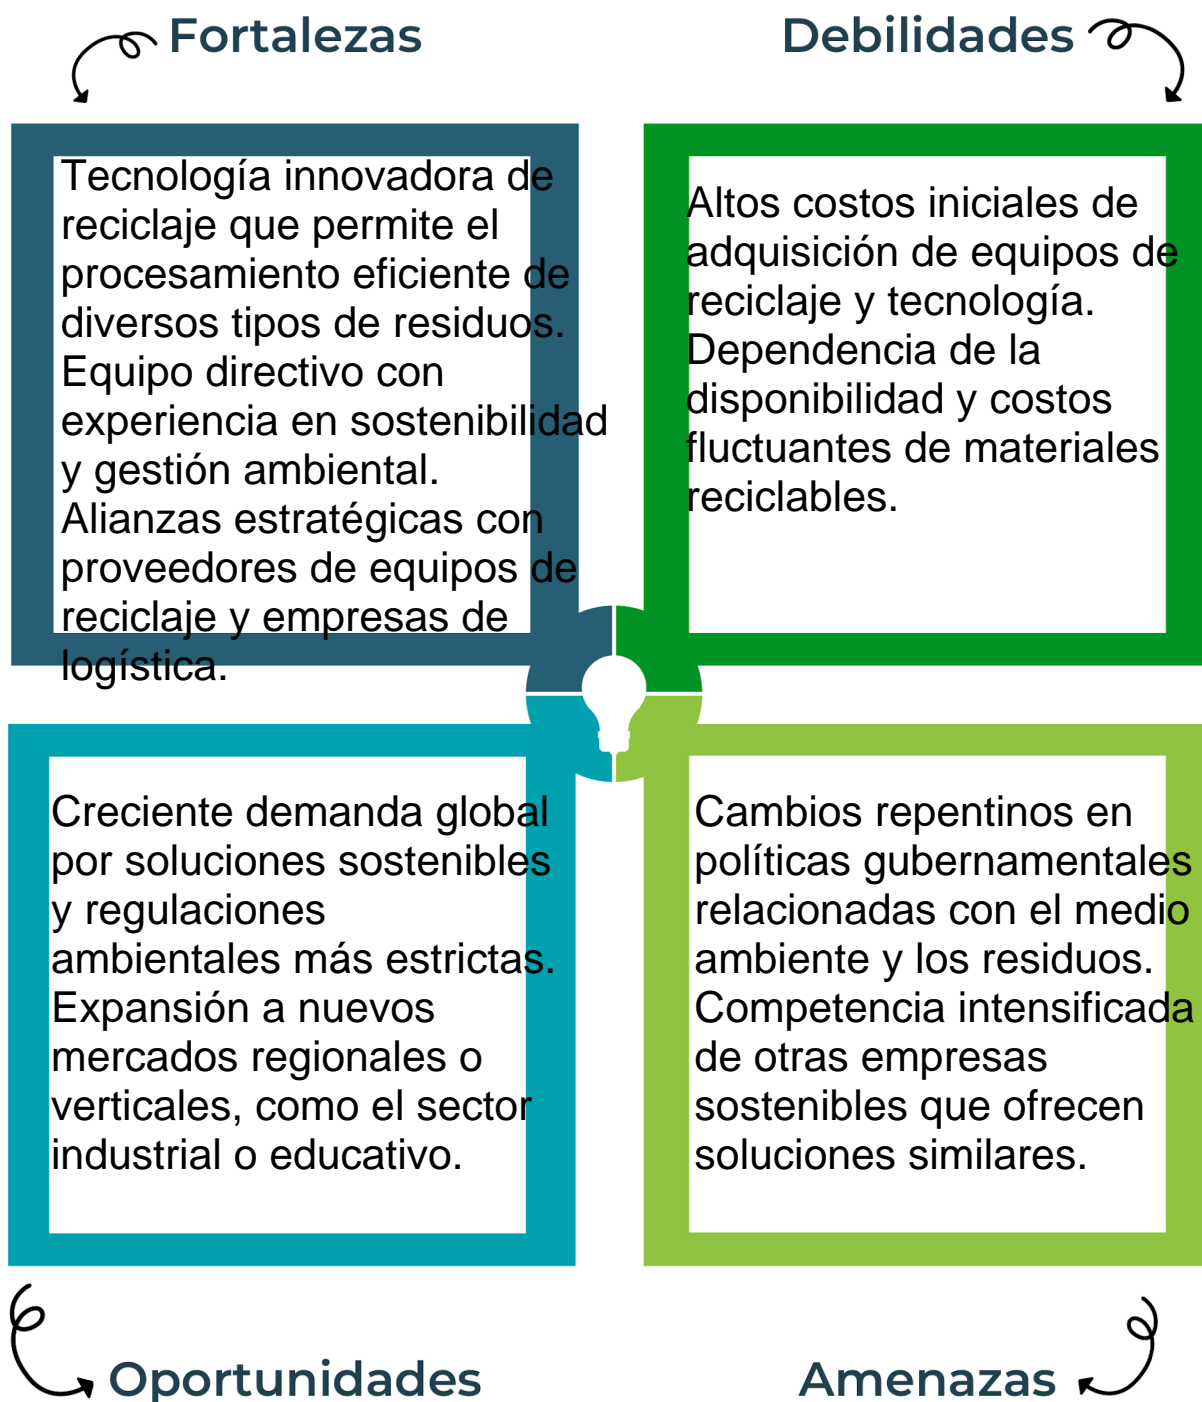 Fortalezas
Tecnología innovadora de
reciclaje que permite el
procesamiento eficiente de
diversos tipos de residuos.
Equipo directivo con
experiencia en sostenibilidad
y gestión ambiental.
Alianzas estratégicas con
proveedores de equipos de
reciclaje y empresas de
logística.
Debilidades
Altos costos iniciales de
adquisición de equipos de
reciclaje y tecnología.
Dependencia de la
disponibilidad y costos
fluctuantes de materiales
reciclables.
Creciente demanda global
por soluciones sostenibles
y regulaciones
ambientales más estrictas.
Expansión a nuevos
mercados regionales o
verticales, como el sector
industrial o educativo.
Oportunidades
Cambios repentinos en
políticas gubernamentales
relacionadas con el medio
ambiente y los residuos.
Competencia intensificada
de otras empresas
sostenibles que ofrecen
soluciones similares.
Amenazas